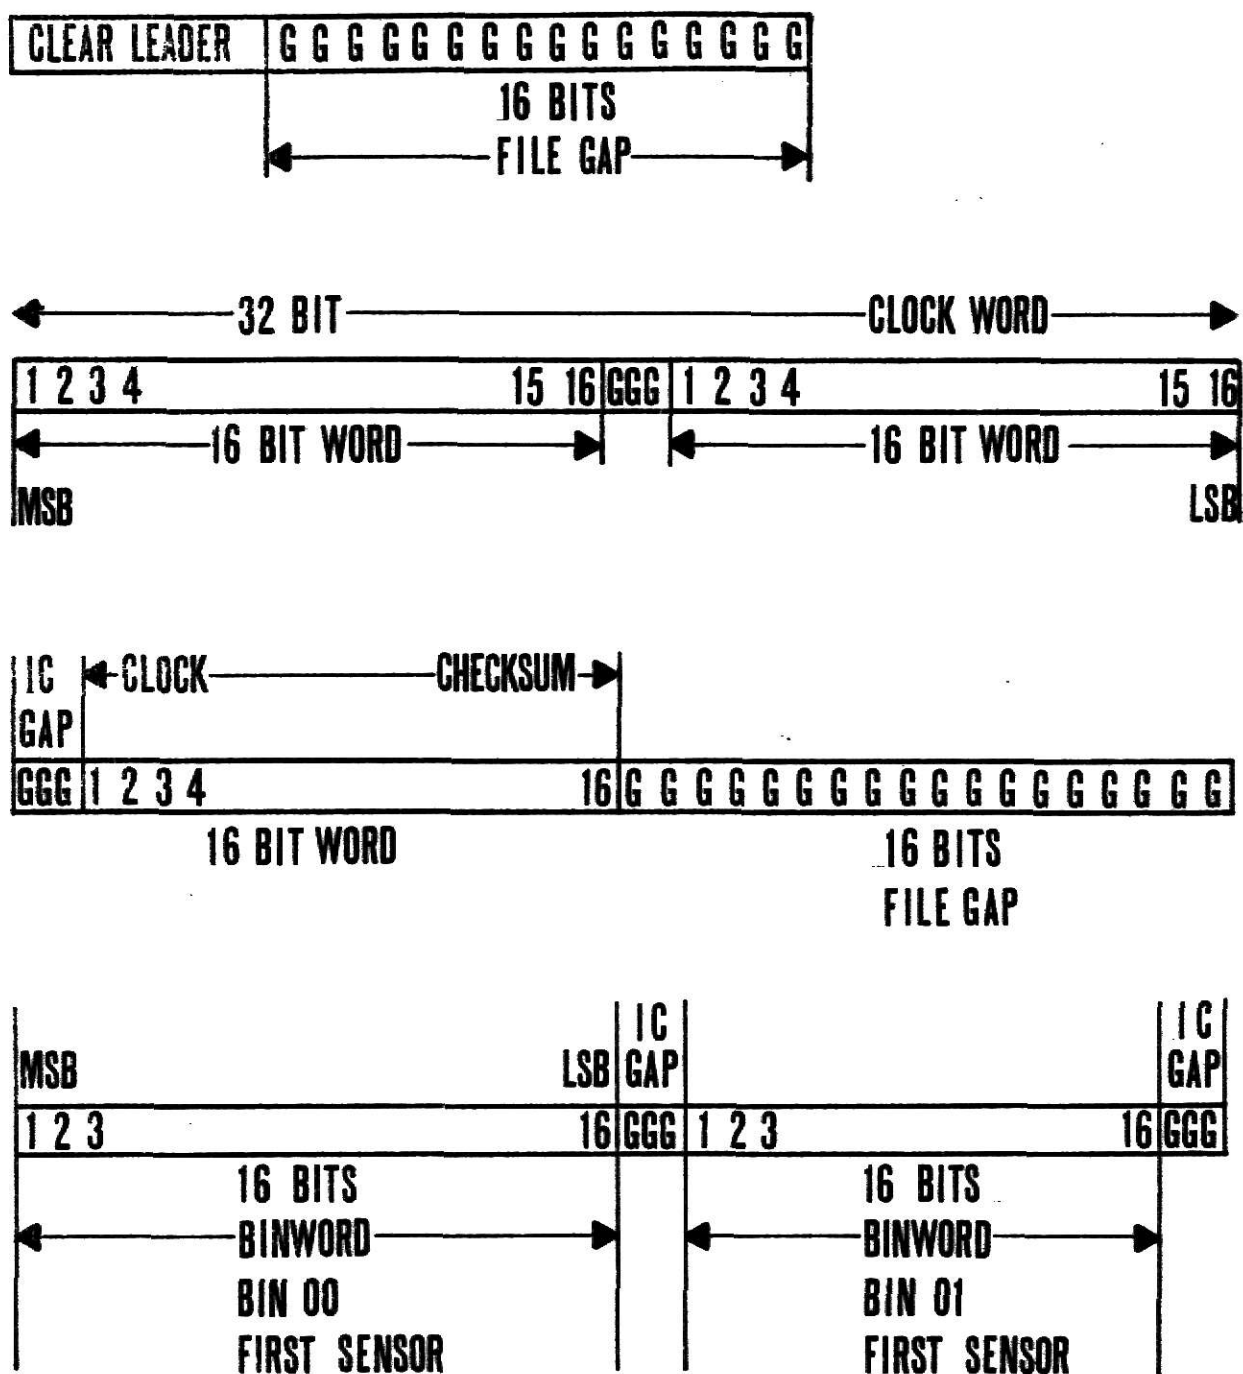 CLEAR LEADER G G G G G G G G G G G G G G G G
16 BITS
FILE GAP
32 BIT CLOCK WORD
1 2 3 4 15 16 GGG 1 2 3 4 15 16
16 BIT WORD 16 BIT WORD
MSB LSB
IC CLOCK CHECKSUM
GAP
GGG 1 2 3 4 16 G G G G G G G G G G G G G G G G G G
16 BIT WORD 16 BITS
FILE GAP
IC IC
MSB LSB GAP GAP
1 2 3 16 GGG 1 2 3 16 GGG
16 BITS 16 BITS
BINWORD BINWORD
BIN 00 BIN 01
FIRST SENSOR FIRST SENSOR